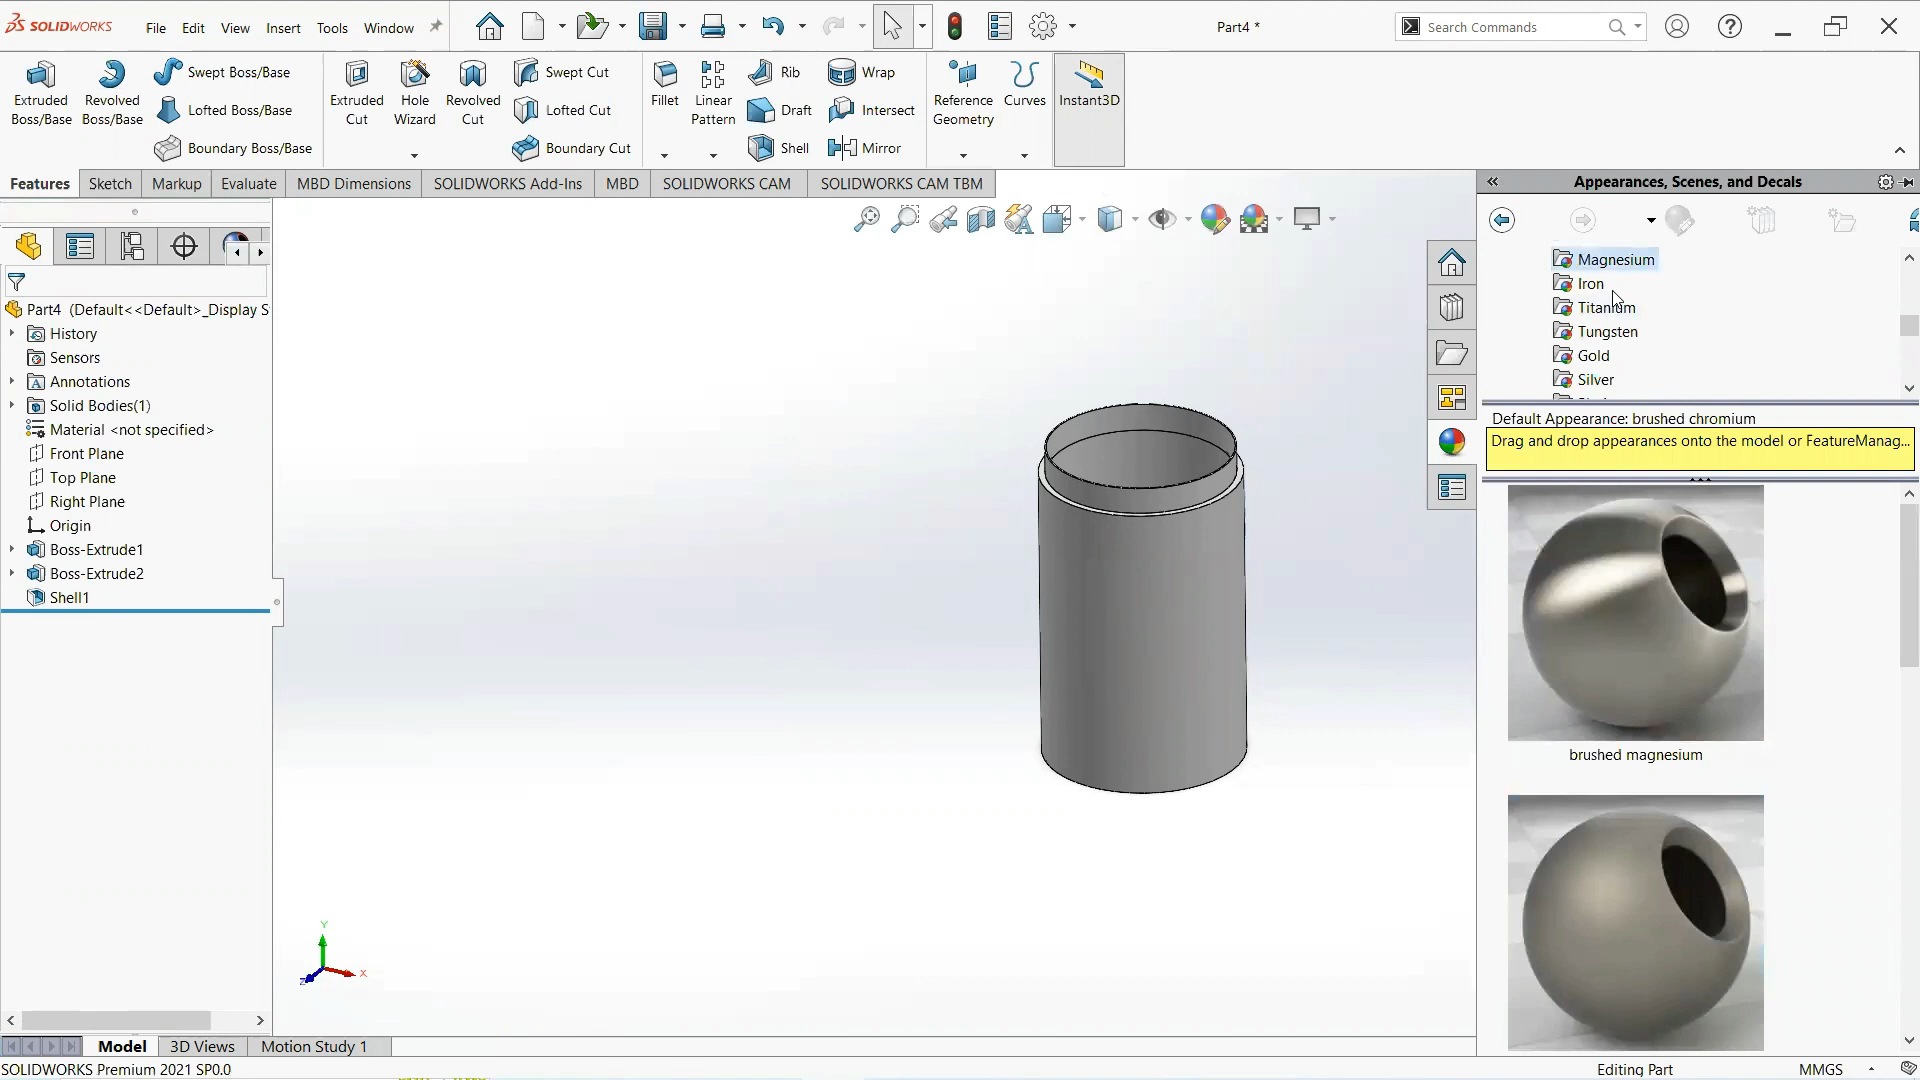 SOLIDWORKS
File Edit View Insert Tools Window
Part4 *
Search Commands
Extruded Boss/Base
Revolved Boss/Base
Swept Boss/Base
Lofted Boss/Base
Boundary Boss/Base
Extruded Cut
Hole Wizard
Revolved Cut
Swept Cut
Lofted Cut
Boundary Cut
Fillet
Linear Pattern
Rib
Draft
Shell
Wrap
Intersect
Mirror
Reference Geometry
Curves
Instant3D
Features Sketch Markup Evaluate MBD Dimensions SOLIDWORKS Add-Ins MBD SOLIDWORKS CAM SOLIDWORKS CAM TBM
Part4 (Default<<Default>_Display S
History
Sensors
Annotations
Solid Bodies(1)
Material <not specified>
Front Plane
Top Plane
Right Plane
Origin
Boss-Extrude1
Boss-Extrude2
Shell1
Y
X
Z
Appearances, Scenes, and Decals
Magnesium
Iron
Titanium
Tungsten
Gold
Silver
Default Appearance: brushed chromium
Drag and drop appearances onto the model or FeatureManag...
brushed magnesium
Model 3D Views Motion Study 1
SOLIDWORKS Premium 2021 SP0.0
Editing Part
MMGS